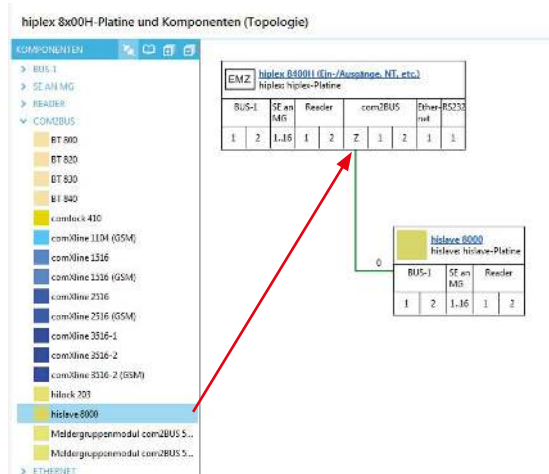 hiplex 8x00H-Platine und Komponenten (Topologie)
KOMPONENTEN
BUS-1
SE AN MG
READER
COM2BUS
BT 800
BT 820
BT 830
BT 840
comlock 410
comXline 1104 (GSM)
comXline 1516
comXline 1516 (GSM)
comXline 2516
comXline 2516 (GSM)
comXline 3516-1
comXline 3516-2
comXline 3516-2 (GSM)
hilock 203
hislave 8000
Meldergruppenmodul com2BUS 5...
Meldergruppenmodul com2BUS 5...
ETHERNET
EMZ
hiplex 8400H (Ein-/Ausgänge, NT, etc.)
hiplex: hiplex-Platine
BUS-1 SE an MG Reader com2BUS Ether-net RS232
1 2 1..16 1 2 Z 1 2 1 1
0
hislave 8000
hislave: hislave-Platine
BUS-1 SE an MG Reader
1 2 1..16 1 2